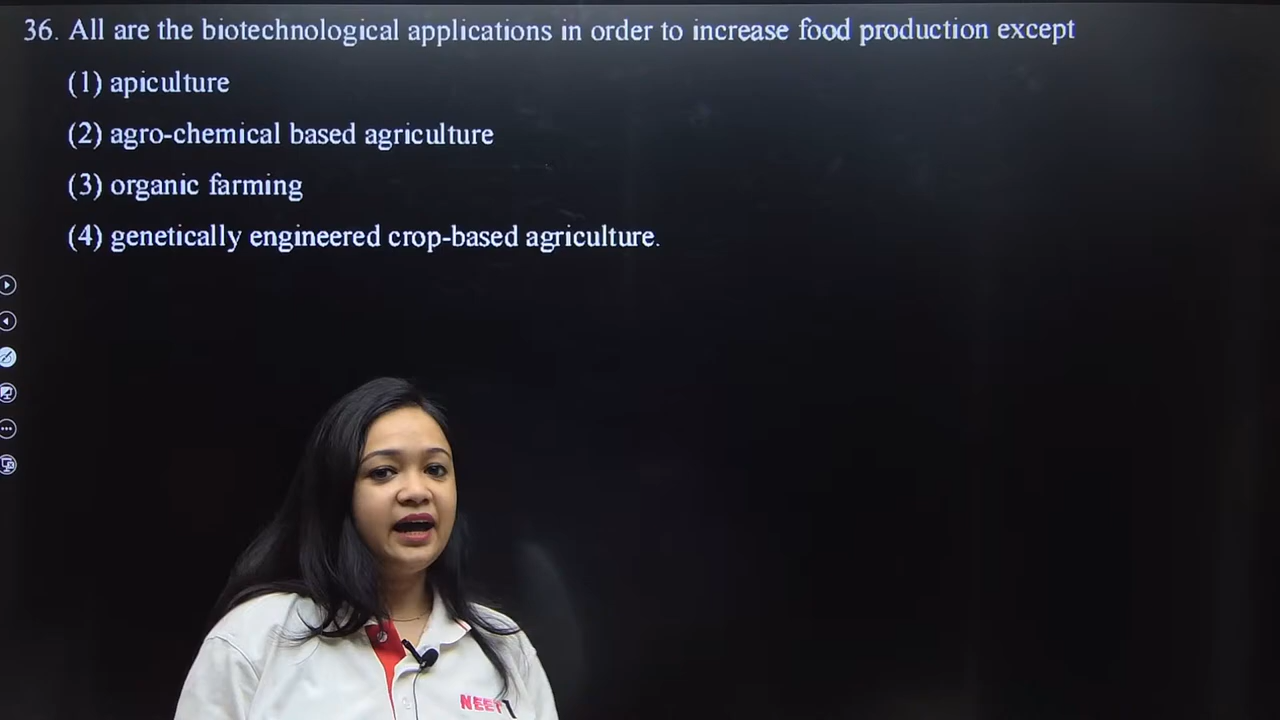 36. All are the biotechnological applications in order to increase food production except
(1) apiculture
(2) agro-chemical based agriculture
(3) organic farming
(4) genetically engineered crop-based agriculture.
NEET